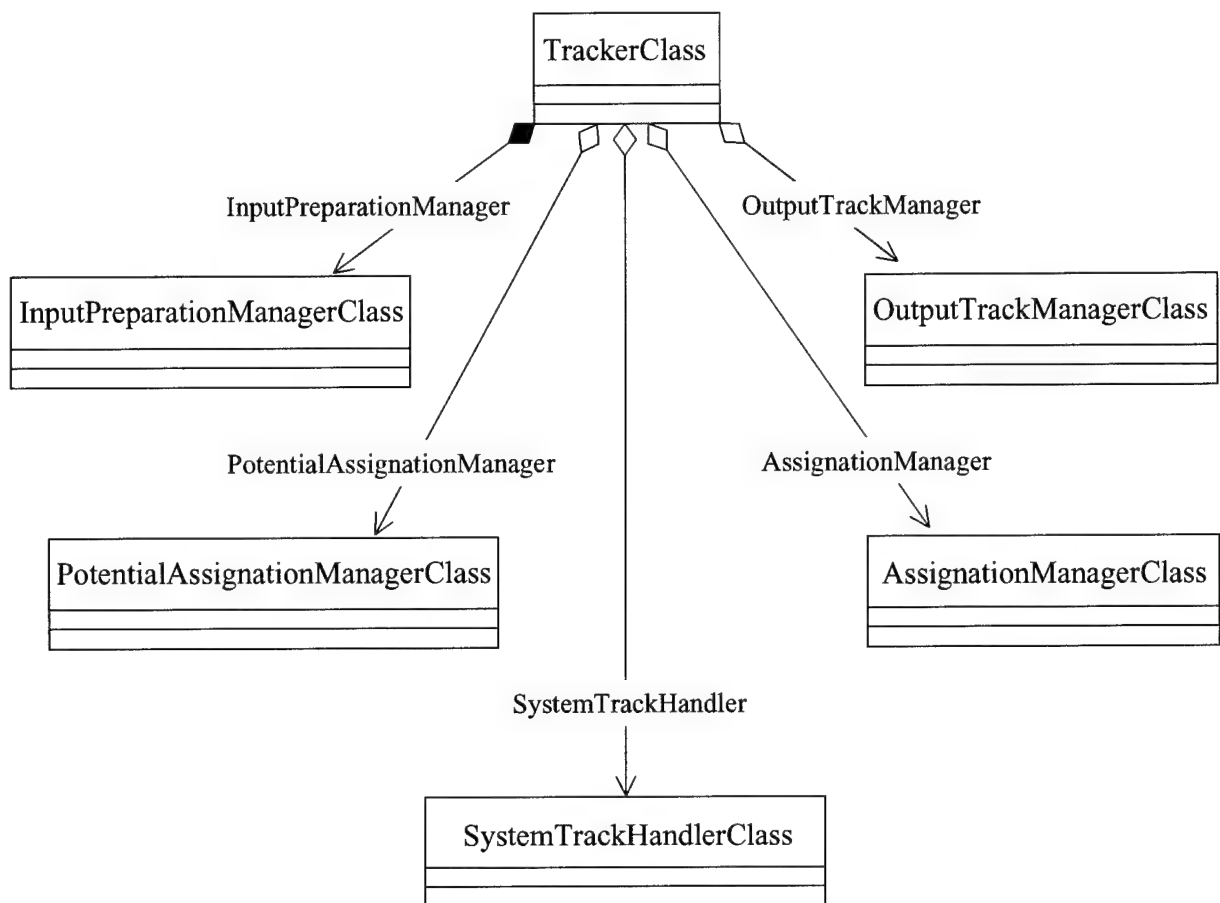 TrackerClass
InputPreparationManager
OutputTrackManager
InputPreparationManagerClass
OutputTrackManagerClass
PotentialAssignationManager
AssignationManager
PotentialAssignationManagerClass
AssignationManagerClass
SystemTrackHandler
SystemTrackHandlerClass